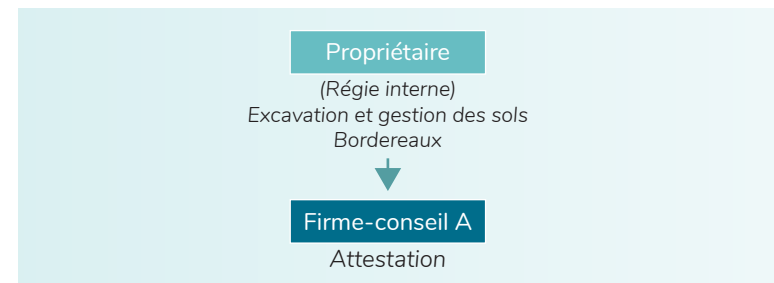 Propriétaire
(Régie interne)
Excavation et gestion des sols
Bordereaux
Firme-conseil A
Attestation